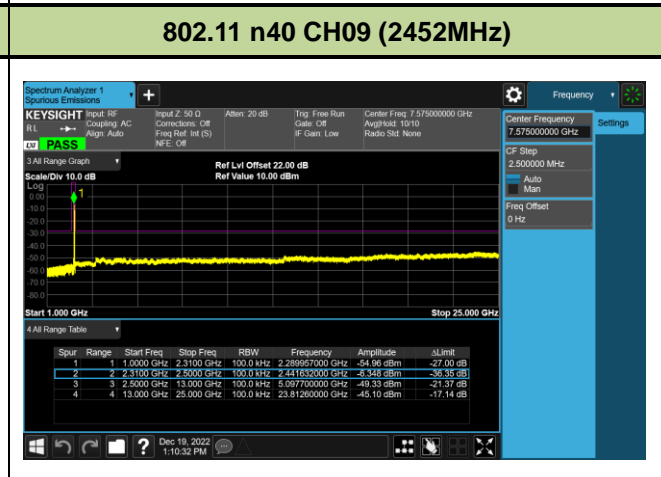 802.11 n40 CH09 (2452MHz)
Spectrum Analyzer 1
Spurious Emissions
+
Frequency
KEYSIGHT
RL
LXI PASS
Input: RF
Coupling: AC
Align: Auto
Input Z: 50 Ω
Corrections: Off
Freq Ref: Int (S)
NFE: Off
Atten: 20 dB
Trig: Free Run
Gate: Off
IF Gain: Low
Center Freq: 7.575000000 GHz
Avg|Hold: 10/10
Radio Std: None
Center Frequency
7.575000000 GHz
Settings
CF Step
2.500000 MHz
Auto
Man
Freq Offset
0 Hz
3 All Range Graph
Scale/Div 10.0 dB
Ref Lvl Offset 22.00 dB
Ref Value 10.00 dBm
Log
1
0.00
-10.0
-20.0
-30.0
-40.0
-50.0
-60.0
-70.0
-80.0
Start 1.000 GHz
Stop 25.000 GHz
4 All Range Table
Spur Range Start Freq Stop Freq RBW Frequency Amplitude ΔLimit
1 1 1.0000 GHz 2.3100 GHz 100.0 kHz 2.289957000 GHz -54.96 dBm -27.00 dB
2 2 2.3100 GHz 2.5000 GHz 100.0 kHz 2.441632000 GHz -6.348 dBm -36.35 dB
3 3 2.5000 GHz 13.000 GHz 100.0 kHz 5.097700000 GHz -49.33 dBm -21.37 dB
4 4 13.000 GHz 25.000 GHz 100.0 kHz 23.81260000 GHz -45.10 dBm -17.14 dB
?
Dec 19, 2022
1:10:32 PM